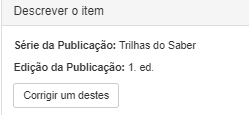 Descrever o item
Série da Publicação: Trilhas do Saber
Edição da Publicação: 1. ed.
Corrigir um destes